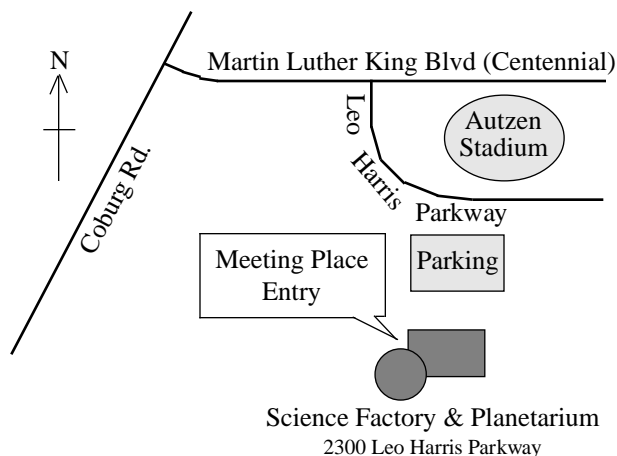 Martin Luther King Blvd (Centennial)
N
Leo
Harris
Parkway
Autzen
Stadium
Coburg Rd.
Meeting Place
Entry
Parking
Science Factory & Planetarium
2300 Leo Harris Parkway